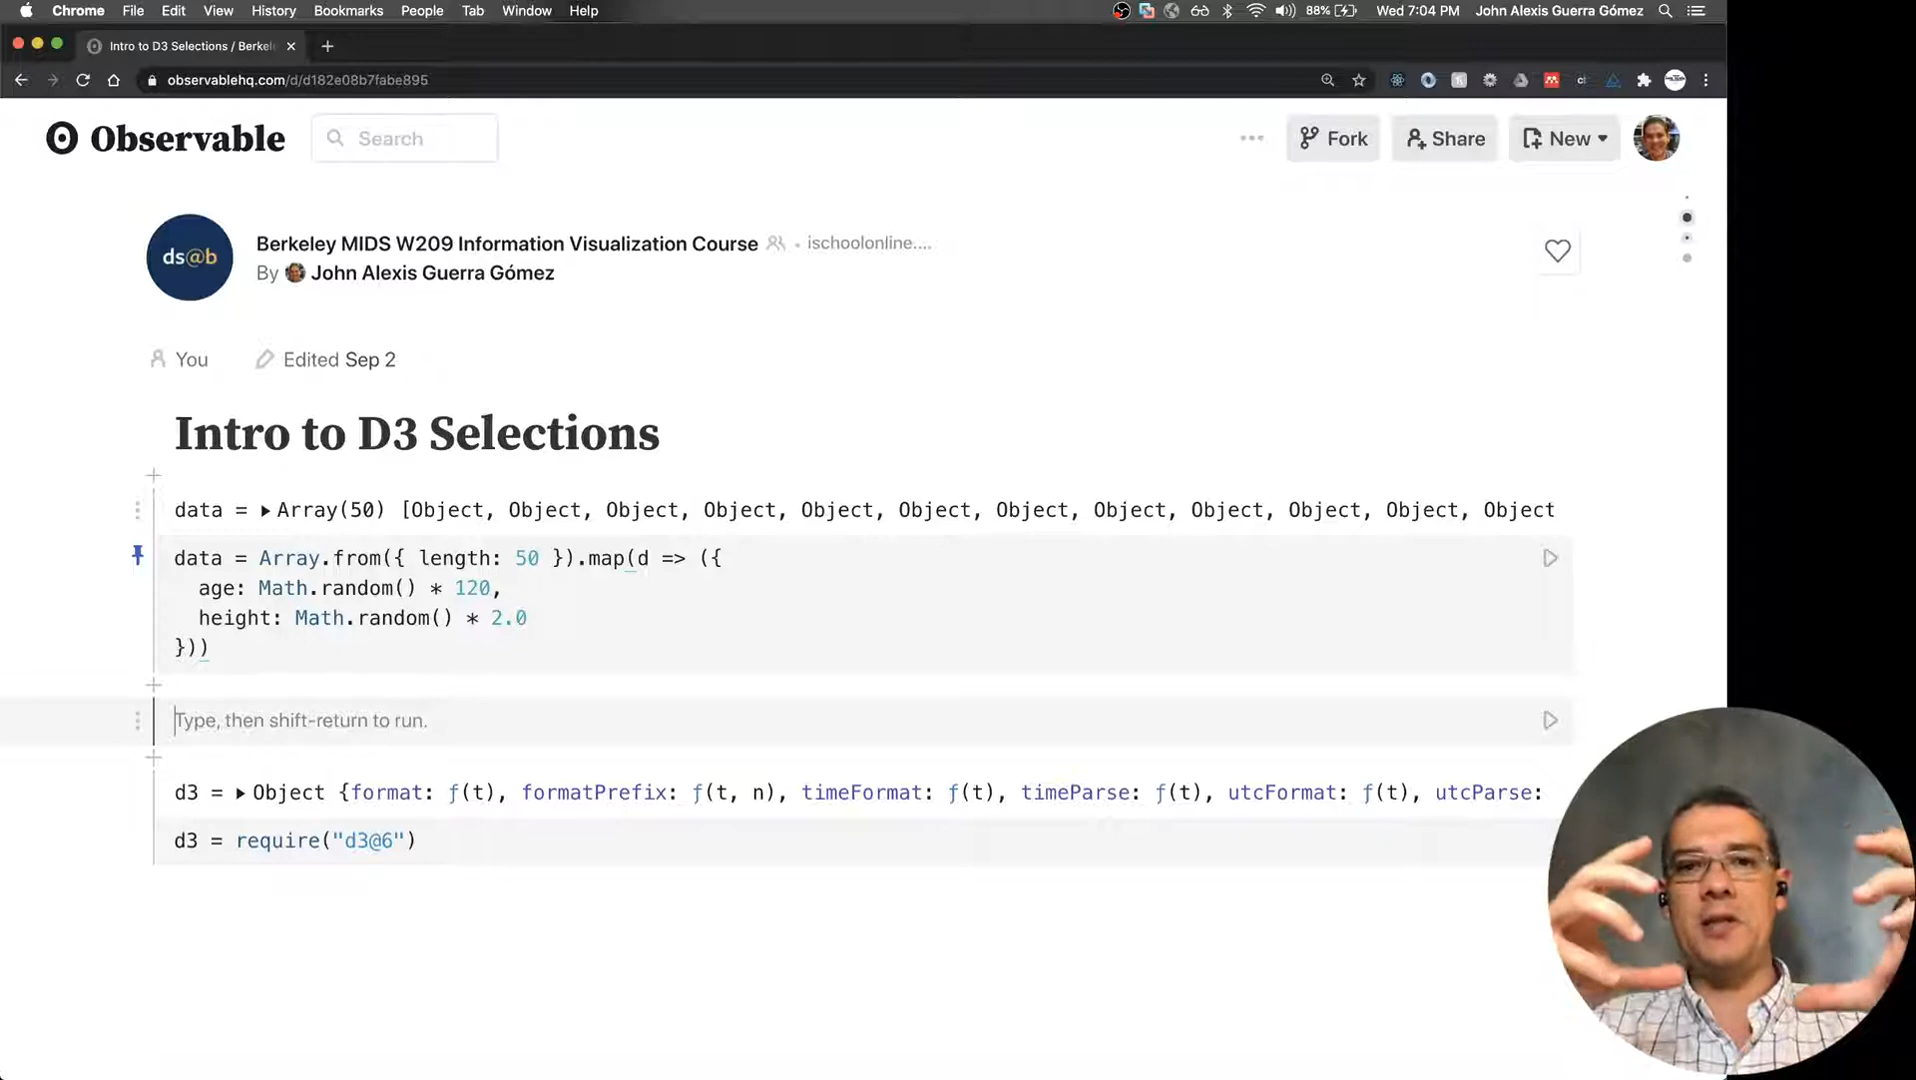 Chrome File Edit View History Bookmarks People Tab Window Help 88% Wed 7:04 PM John Alexis Guerra Gómez
Intro to D3 Selections / Berkel
observablehq.com/d/d182e08b7fabe895
Observable Search Fork Share New
ds@b
Berkeley MIDS W209 Information Visualization Course · ischoolonline....
By John Alexis Guerra Gómez
You Edited Sep 2
Intro to D3 Selections
data = ▶Array(50) [Object, Object, Object, Object, Object, Object, Object, Object, Object, Object, Object, Object
data = Array.from({ length: 50 }).map(d => ({
age: Math.random() * 120,
height: Math.random() * 2.0
}))
Type, then shift-return to run.
d3 = ▶Object {format: ƒ(t), formatPrefix: ƒ(t, n), timeFormat: ƒ(t), timeParse: ƒ(t), utcFormat: ƒ(t), utcParse:
d3 = require("d3@6")